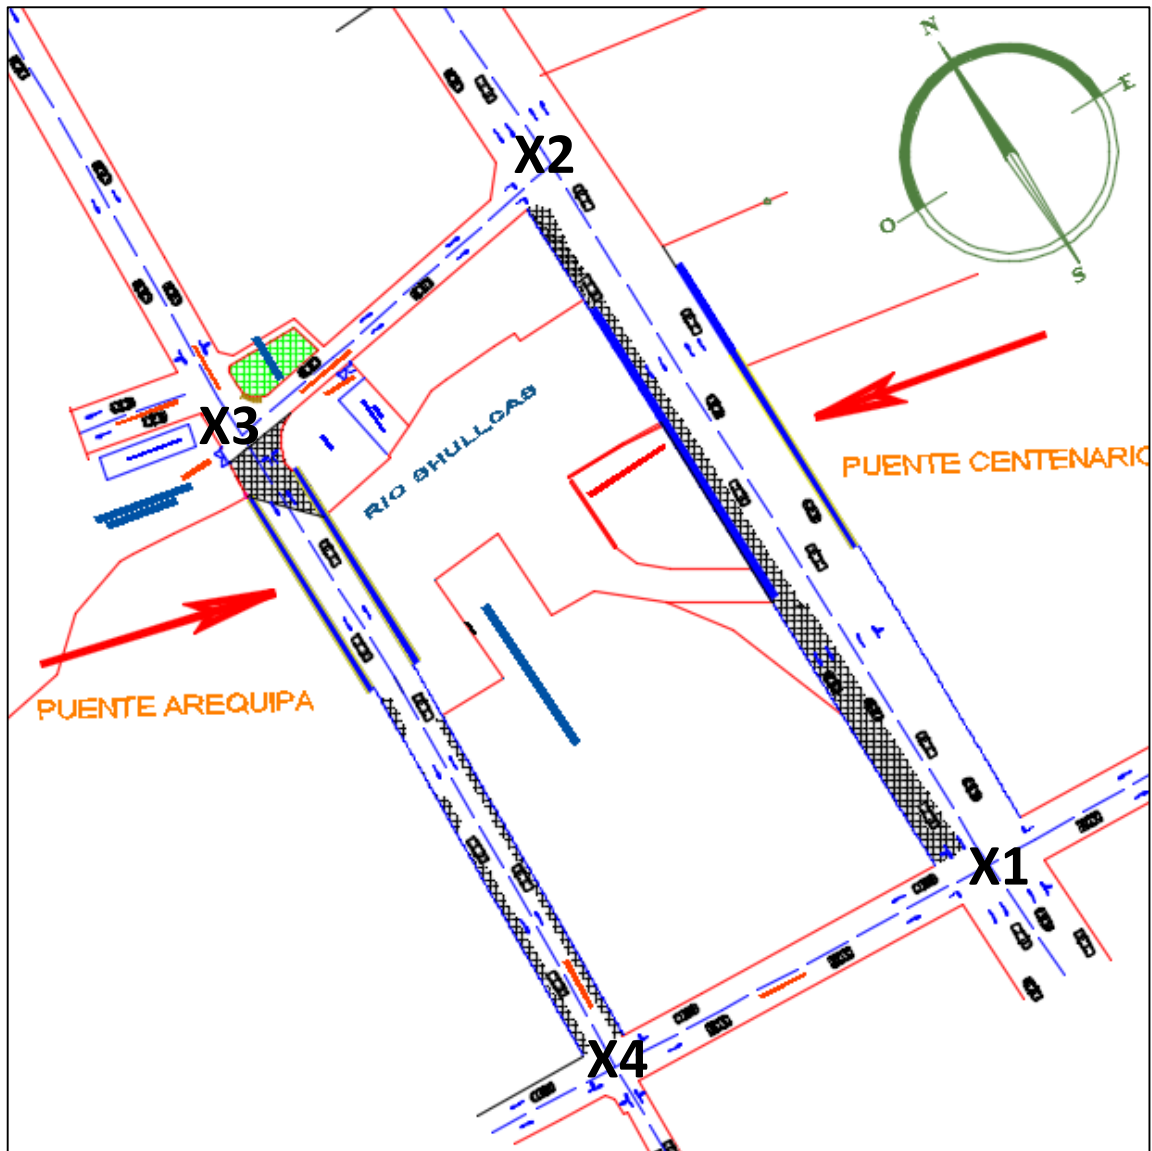 N
X2
E
O
S
X3
RIO SHULLCAS
PUENTE CENTENARIO
PUENTE AREQUIPA
X1
X4